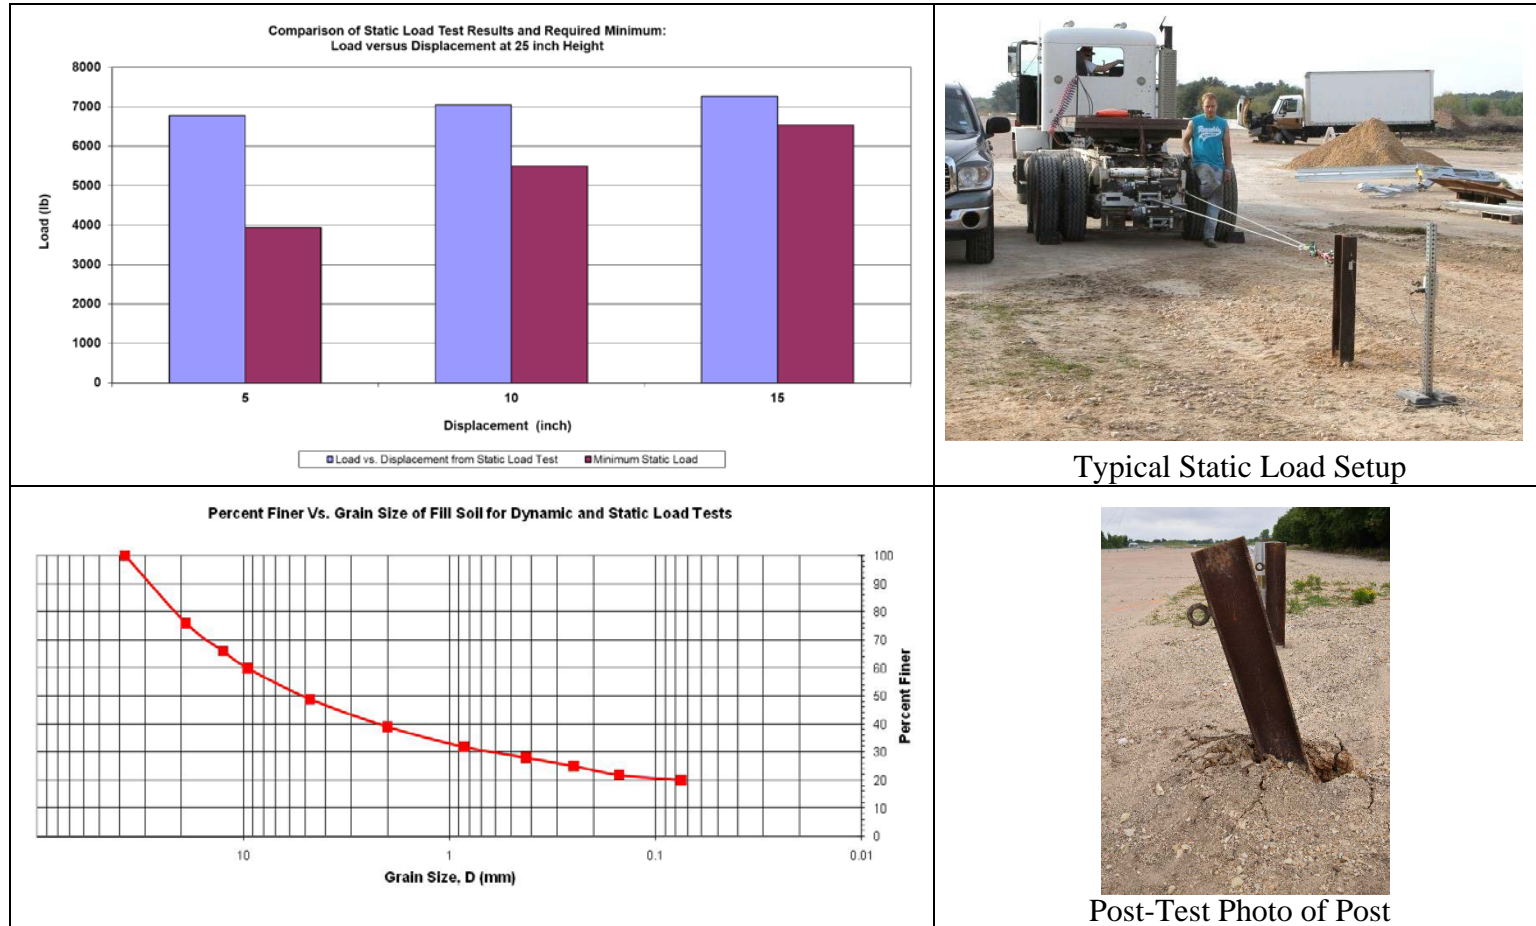 Comparison of Static Load Test Results and Required Minimum:
Load versus Displacement at 25 inch Height
8000
7000
6000
5000
4000
3000
2000
1000
0
Load (lb)
5
10
15
Displacement (inch)
Load vs. Displacement from Static Load Test
Minimum Static Load
Typical Static Load Setup
Percent Finer Vs. Grain Size of Fill Soil for Dynamic and Static Load Tests
100
90
80
70
60
50
40
30
20
10
0
Percent Finer
10
1
0.1
0.01
Grain Size, D (mm)
Post-Test Photo of Post